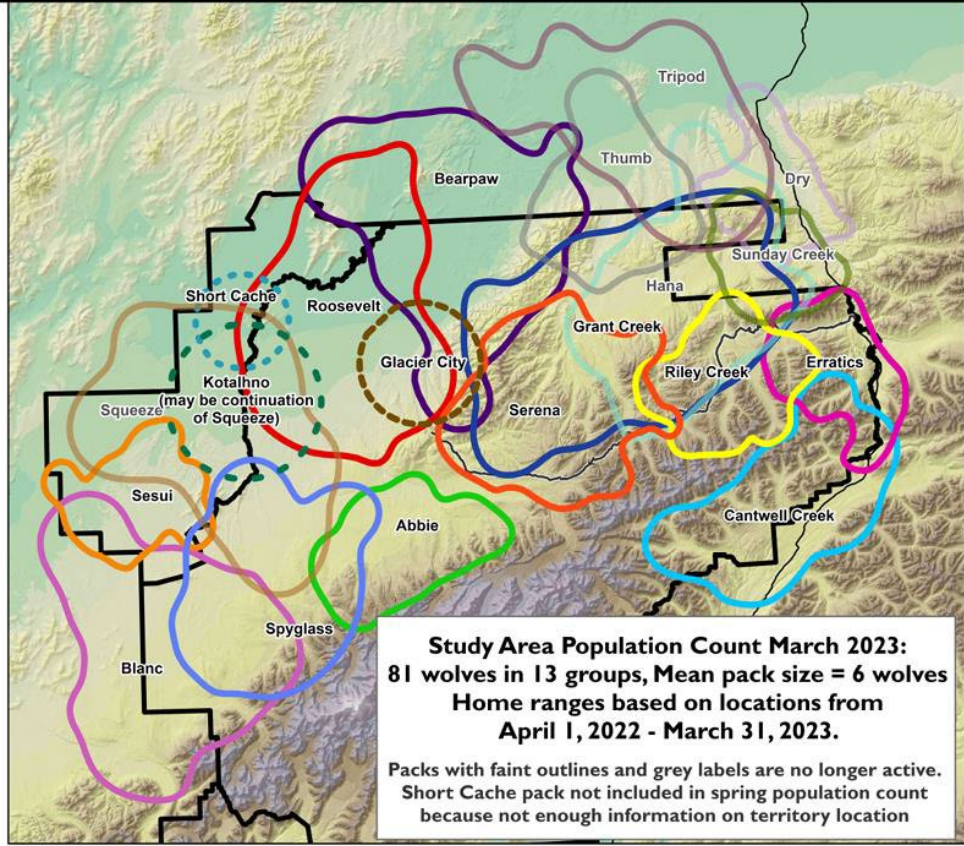 Tripod
Thumb
Bearpaw
Dry
Sunday Creek
Hana
Short Cache
Roosevelt
Grant Creek
Glacier City
Riley Creek
Erratics
Kotalhno
(may be continuation
of Squeeze)
Squeeze
Serena
Sesui
Abbie
Cantwell Creek
Spyglass
Blanc
Study Area Population Count March 2023:
81 wolves in 13 groups, Mean pack size = 6 wolves
Home ranges based on locations from
April 1, 2022 - March 31, 2023.
Packs with faint outlines and grey labels are no longer active.
Short Cache pack not included in spring population count
because not enough information on territory location